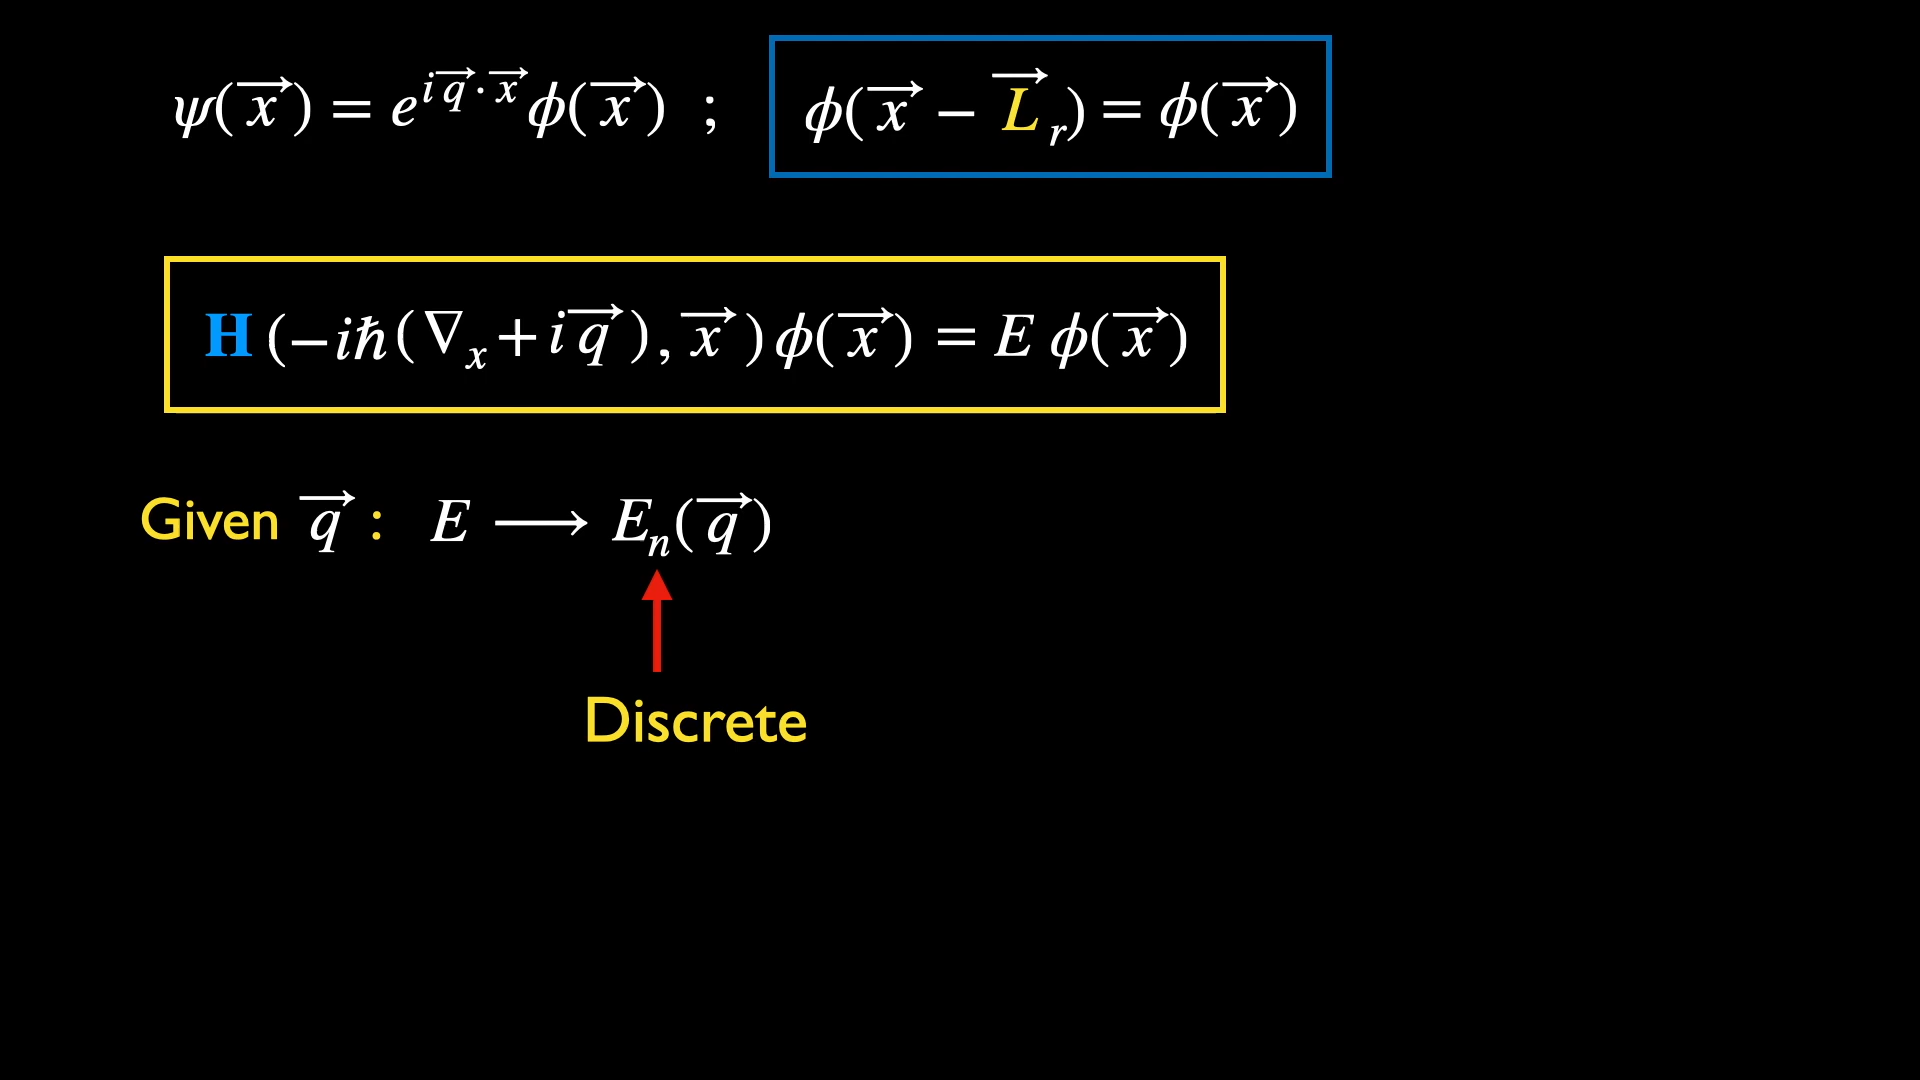 ψ(x⃗) = e^{i q⃗ · x⃗} ϕ(x⃗) ; ϕ(x⃗ − L⃗_r) = ϕ(x⃗)
H (−iħ(∇_x + i q⃗), x⃗) ϕ(x⃗) = E ϕ(x⃗)
Given q⃗ : E ⟶ E_n(q⃗)
Discrete